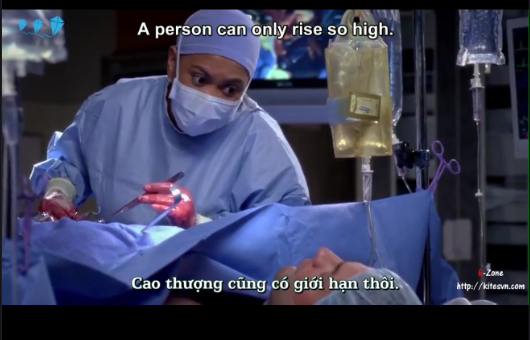 A person can only rise so high.
Cao thượng cũng có giới hạn thôi.
K-Zone
http://kitesvn.com